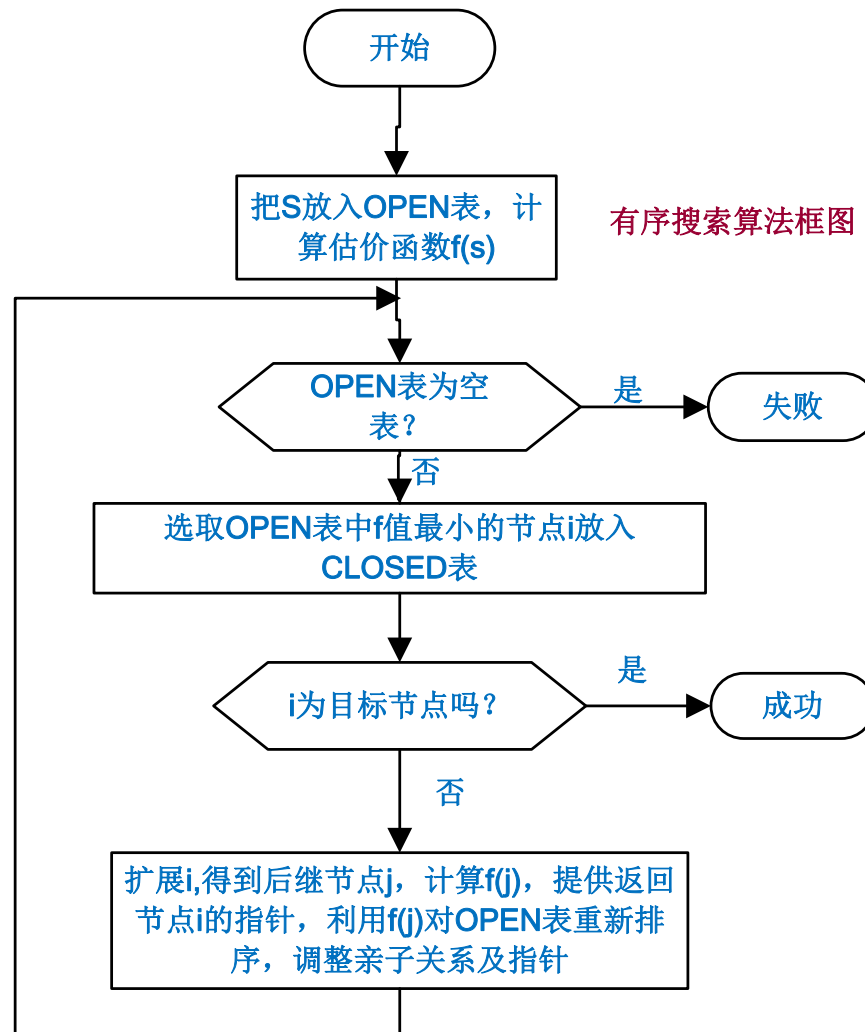 开始
把S放入OPEN表，计
算估价函数f(s)
有序搜索算法框图
OPEN表为空
表？
是
失败
否
选取OPEN表中f值最小的节点i放入
CLOSED表
i为目标节点吗？
是
成功
否
扩展i,得到后继节点j，计算f(j)，提供返回
节点i的指针，利用f(j)对OPEN表重新排
序，调整亲子关系及指针